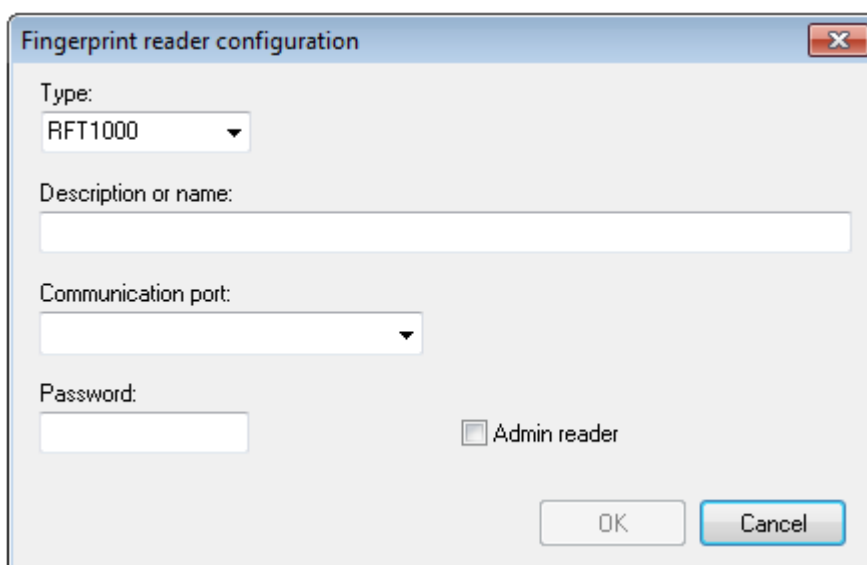 Fingerprint reader configuration
Type:
RFT1000
Description or name:
Communication port:
Password:
Admin reader
OK
Cancel